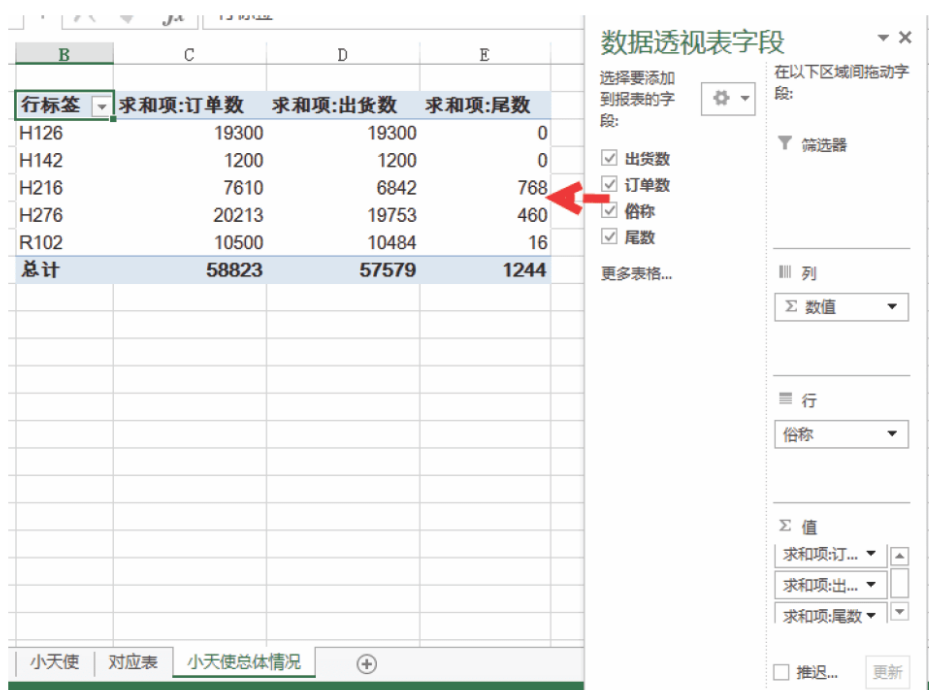 fx
B C D E
行标签 求和项:订单数 求和项:出货数 求和项:尾数
H126 19300 19300 0
H142 1200 1200 0
H216 7610 6842 768
H276 20213 19753 460
R102 10500 10484 16
总计 58823 57579 1244
小天使 对应表 小天使总体情况
数据透视表字段
选择要添加
到报表的字
段:
出货数
订单数
俗称
尾数
更多表格...
在以下区域间拖动字
段:
筛选器
列
Σ 数值
行
俗称
Σ 值
求和项:订...
求和项:出...
求和项:尾数
推迟... 更新